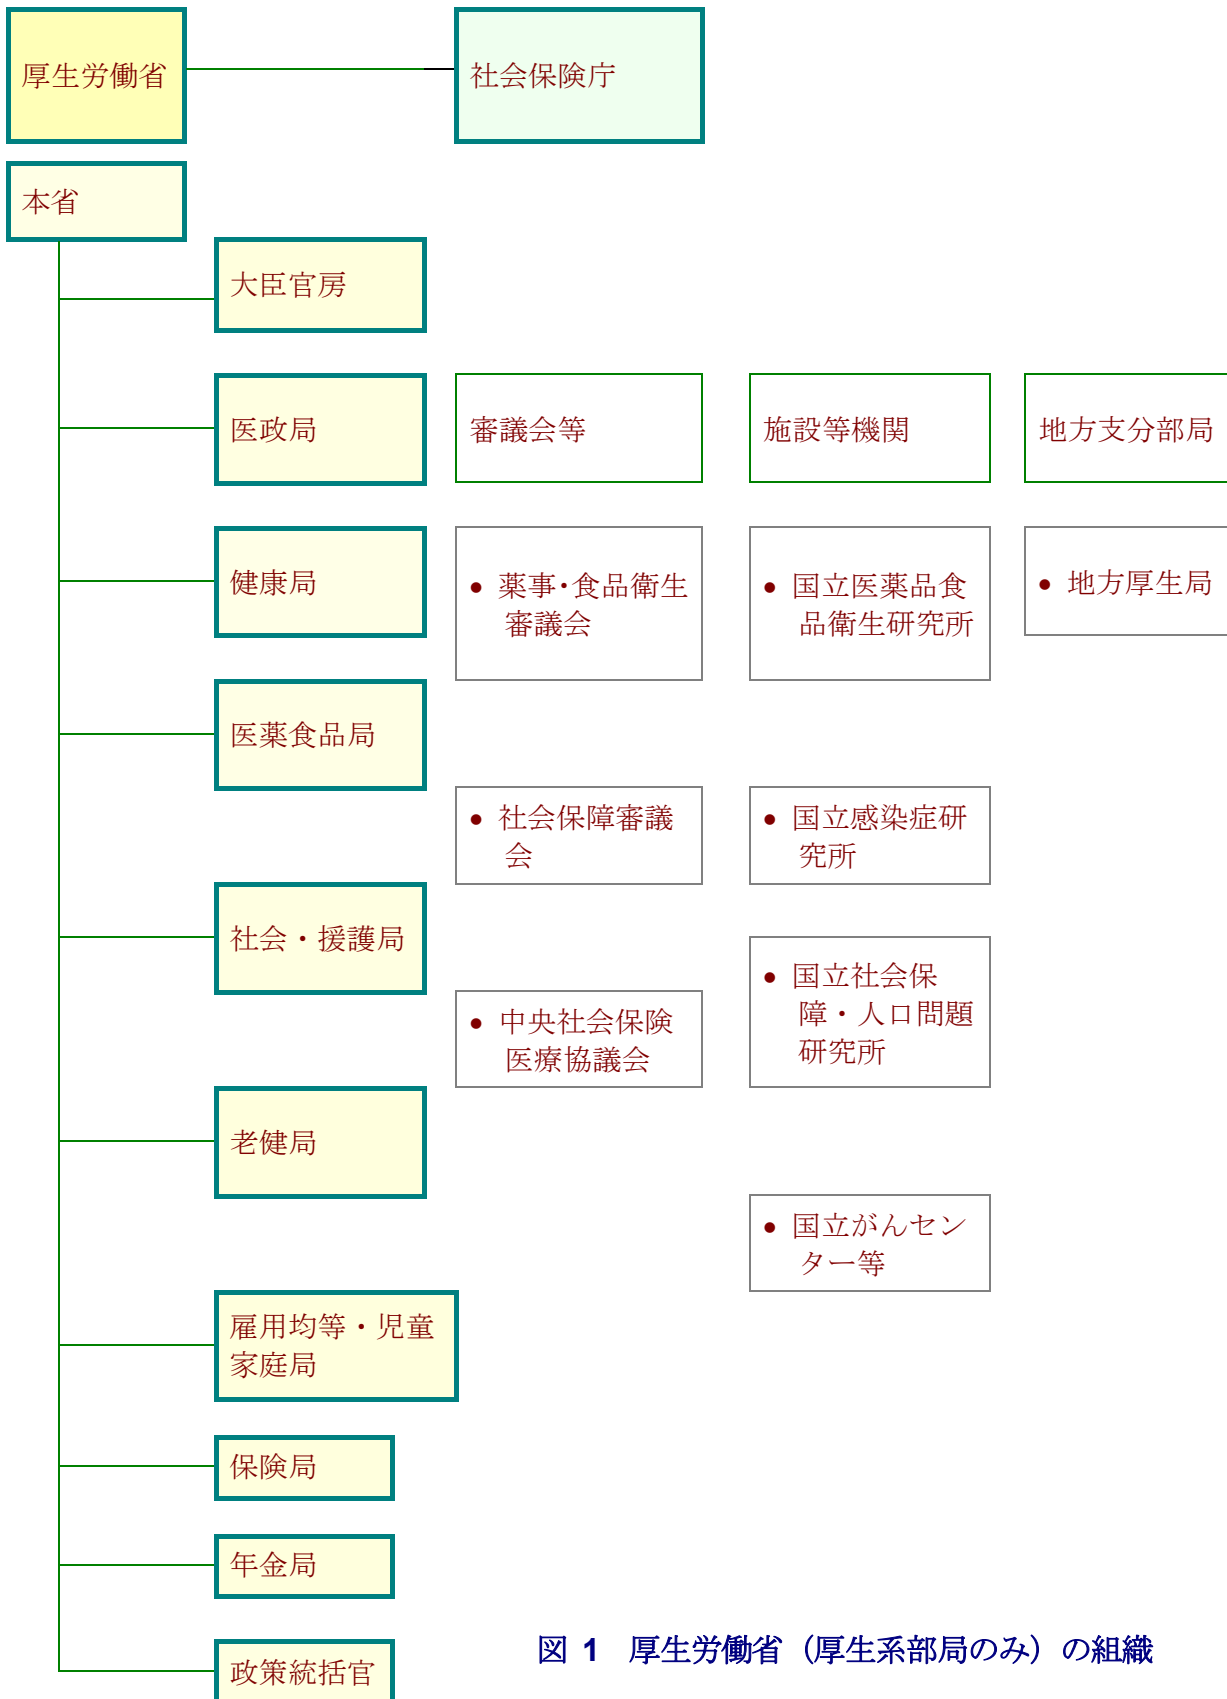 厚生労働省
社会保険庁
本省
大臣官房
医政局
審議会等
施設等機関
地方支分部局
健康局
● 薬事・食品衛生
審議会
● 国立医薬品食
品衛生研究所
● 地方厚生局
医薬食品局
● 社会保障審議
会
● 国立感染症研
究所
社会・援護局
● 中央社会保険
医療協議会
● 国立社会保
障・人口問題
研究所
老健局
● 国立がんセン
ター等
雇用均等・児童
家庭局
保険局
年金局
政策統括官
図 1　厚生労働省（厚生系部局のみ）の組織